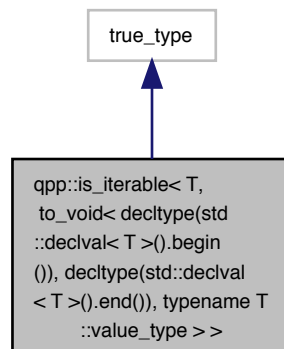 true_type
qpp::is_iterable< T,
to_void< decltype(std
::declval< T >().begin
()), decltype(std::declval
< T >().end()), typename T
::value_type > >